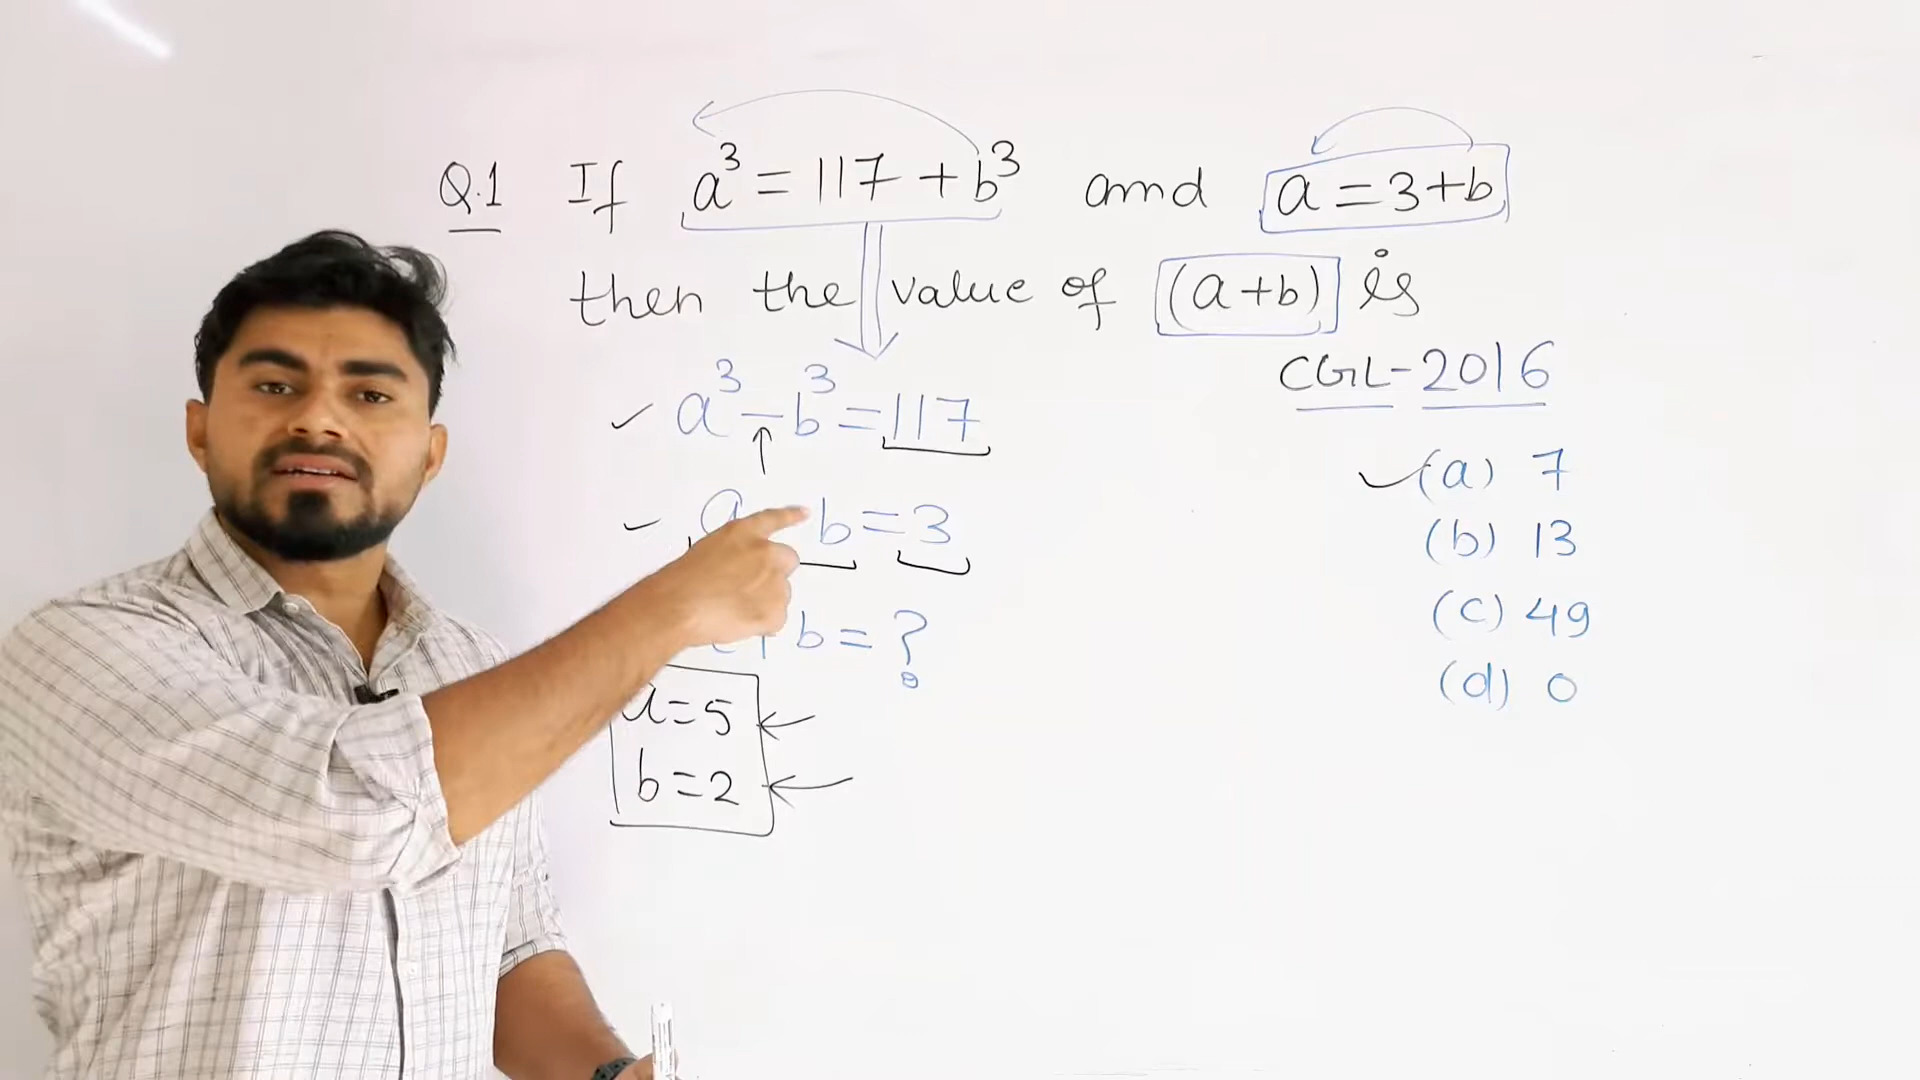 Q.1 If a³ = 117 + b³ and a = 3 + b
then the value of (a + b) is
CGL - 2016
a³ - b³ = 117
a b = 3
b = ?
a = 5
b = 2
(a) 7
(b) 13
(c) 49
(d) 0